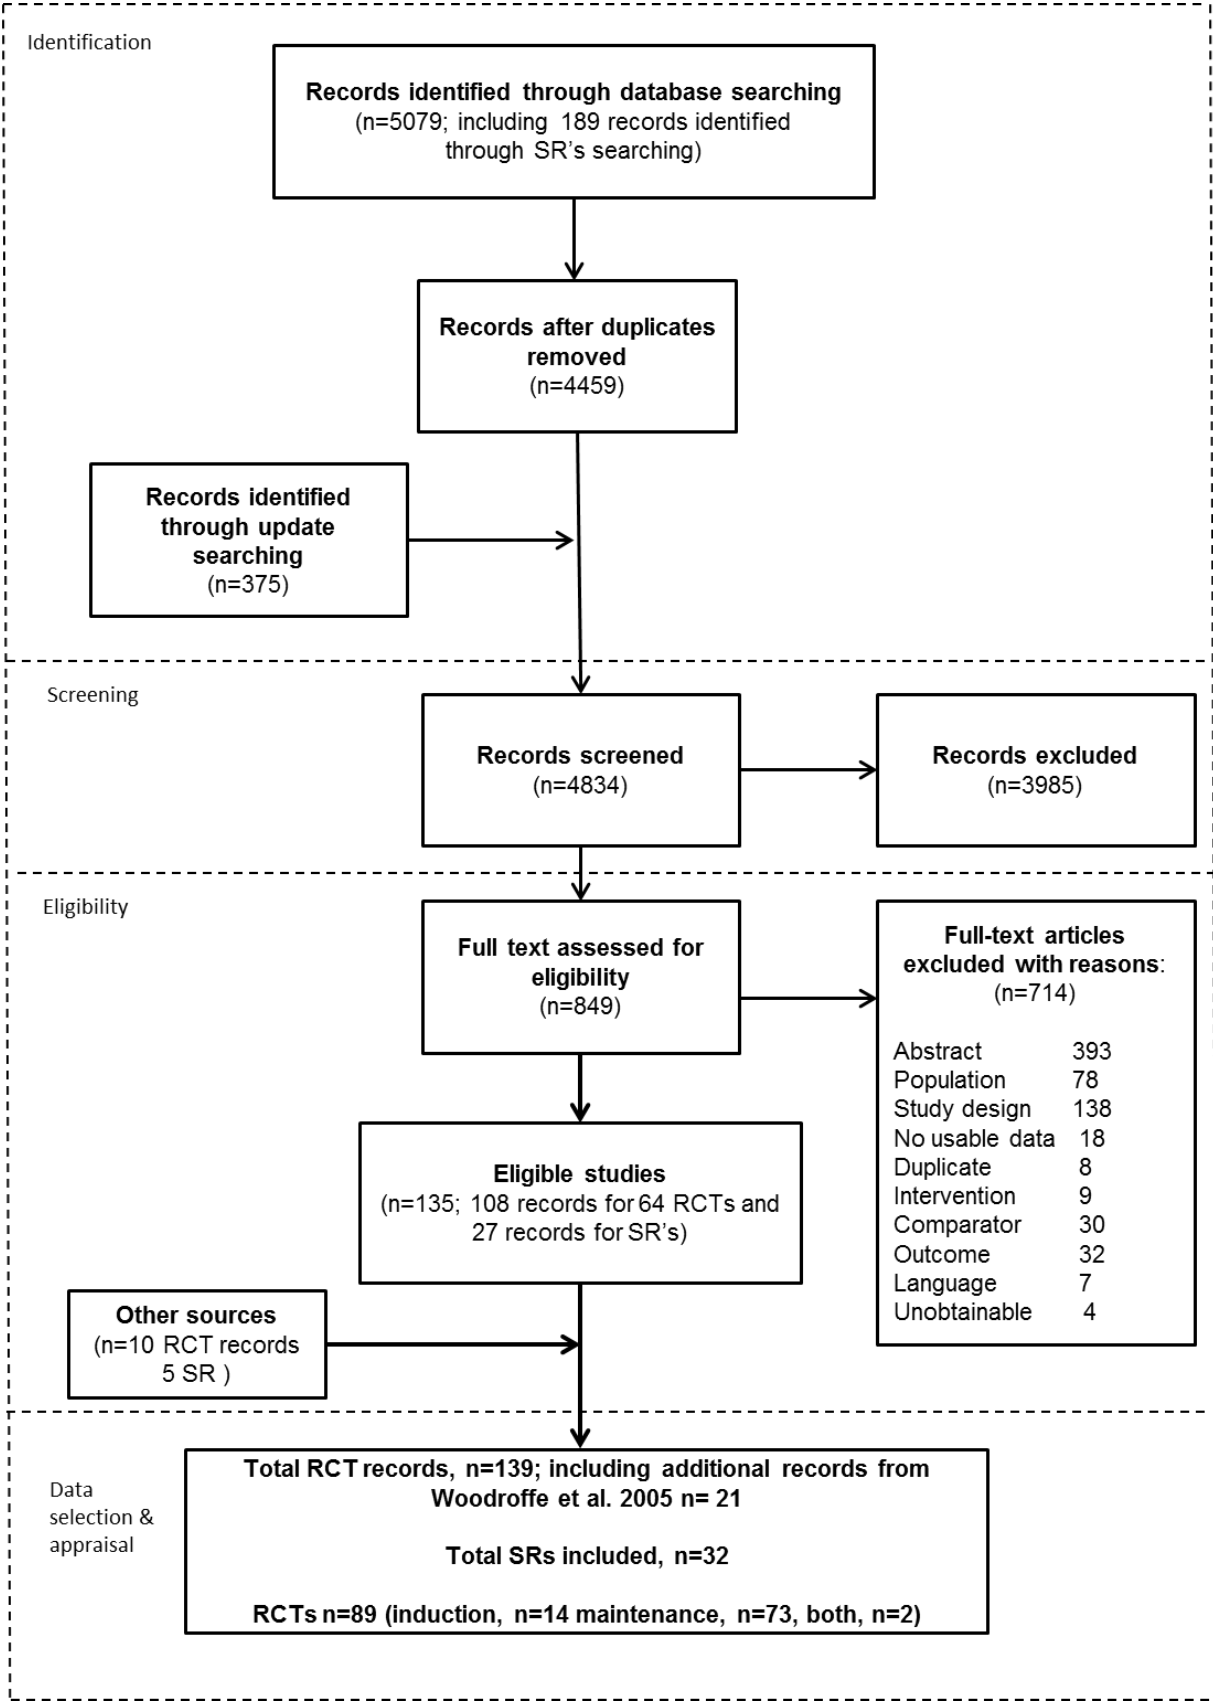 Identification
Records identified through database searching
(n=5079; including 189 records identified
through SR's searching)
Records after duplicates
removed
(n=4459)
Records identified
through update
searching
(n=375)
Screening
Records screened
(n=4834)
Records excluded
(n=3985)
Eligibility
Full text assessed for
eligibility
(n=849)
Full-text articles
excluded with reasons:
(n=714)
Abstract 393
Population 78
Study design 138
No usable data 18
Duplicate 8
Intervention 9
Comparator 30
Outcome 32
Language 7
Unobtainable 4
Eligible studies
(n=135; 108 records for 64 RCTs and
27 records for SR's)
Other sources
(n=10 RCT records
5 SR )
Data
selection &
appraisal
Total RCT records, n=139; including additional records from
Woodroffe et al. 2005 n= 21
Total SRs included, n=32
RCTs n=89 (induction, n=14 maintenance, n=73, both, n=2)